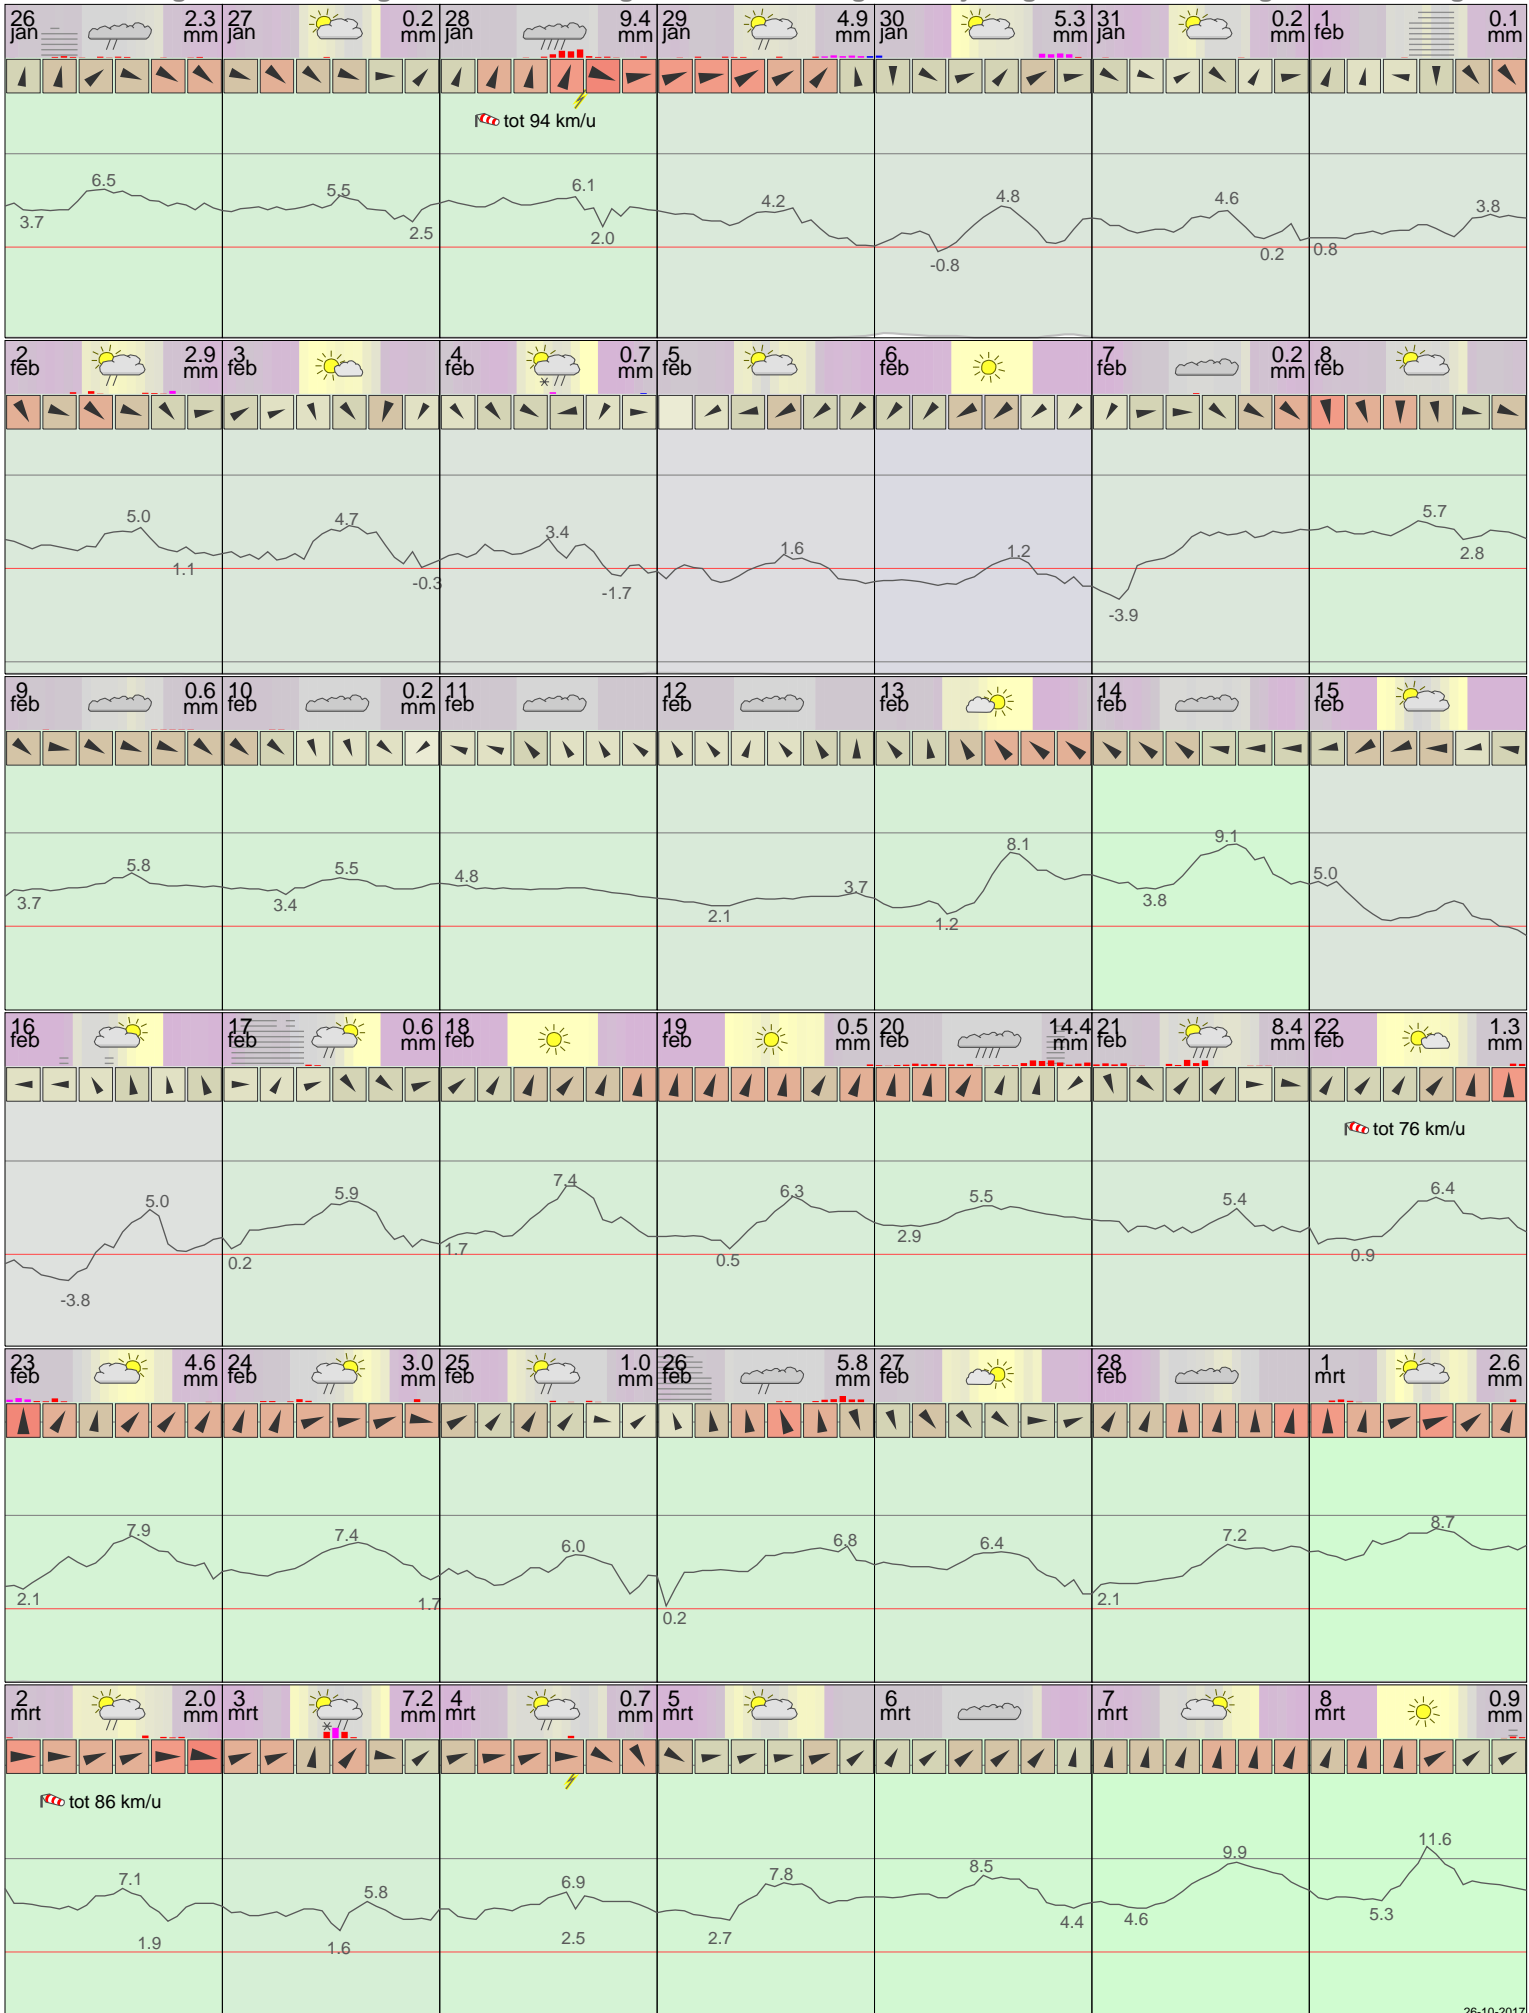 26 jan 2.3 mm
27 jan 0.2 mm
28 jan 9.4 mm
29 jan 4.9 mm
30 jan 5.3 mm
31 jan 0.2 mm
1 feb 0.1 mm
tot 94 km/u
6.5 3.7
5.5 2.5
6.1 2.0
4.2
4.8 -0.8
4.6 0.2
3.8 0.8
2 feb 2.9 mm
3 feb
4 feb 0.7 mm
5 feb
6 feb
7 feb 0.2 mm
8 feb
5.0 1.1
4.7 -0.3
3.4 -1.7
1.6
1.2
-3.9
5.7 2.8
9 feb 0.6 mm
10 feb 0.2 mm
11 feb
12 feb
13 feb
14 feb
15 feb
5.8 3.7
5.5 3.4
4.8
3.7 2.1
8.1 1.2
9.1 3.8
5.0
16 feb
17 feb 0.6 mm
18 feb
19 feb 0.5 mm
20 feb 14.4 mm
21 feb 8.4 mm
22 feb 1.3 mm
tot 76 km/u
5.0 -3.8
5.9 0.2
7.4 1.7
6.3 0.5
5.5 2.9
5.4
6.4 0.9
23 feb 4.6 mm
24 feb 3.0 mm
25 feb 1.0 mm
26 feb 5.8 mm
27 feb
28 feb
1 mrt 2.6 mm
7.9 2.1
7.4 1.7
6.0
6.8 0.2
6.4
7.2 2.1
8.7
2 mrt 2.0 mm
3 mrt 7.2 mm
4 mrt 0.7 mm
5 mrt
6 mrt
7 mrt
8 mrt 0.9 mm
tot 86 km/u
7.1 1.9
5.8 1.6
6.9 2.5
7.8 2.7
8.5 4.4
9.9 4.6
11.6 5.3
26-10-2017